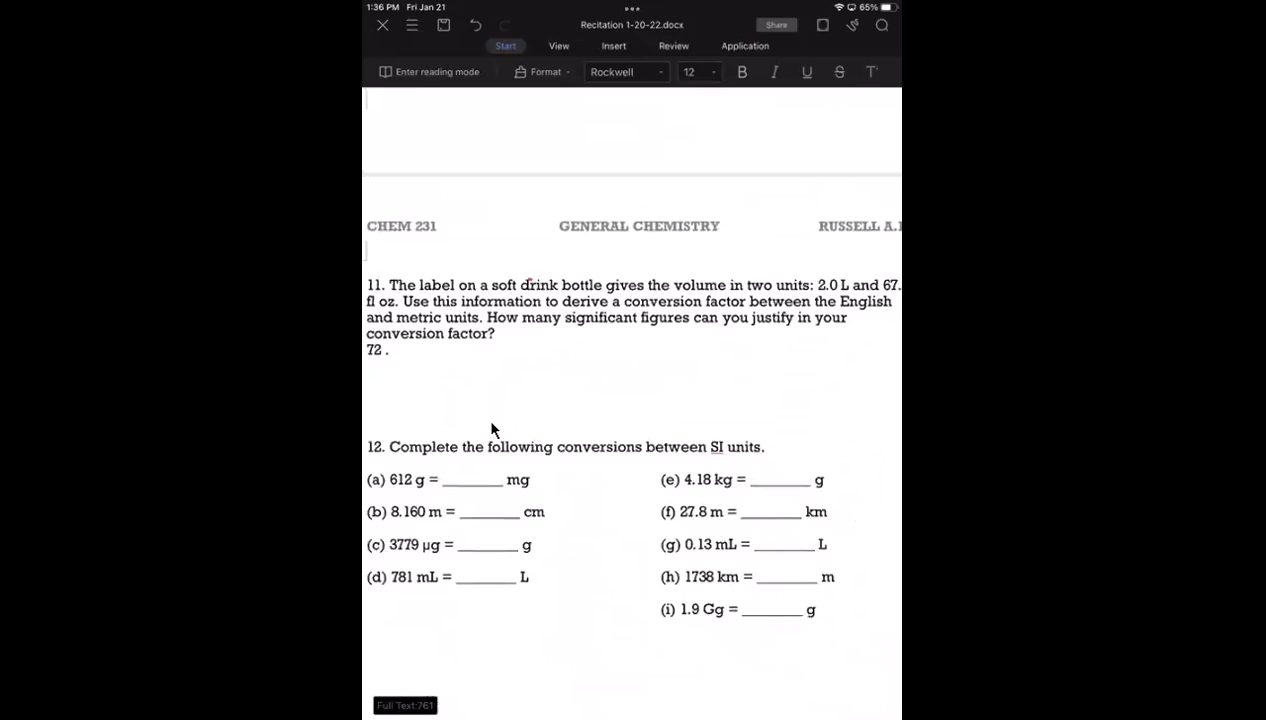 1:36 PM Fri Jan 21
65%
Recitation 1-20-22.docx
Share
Start View Insert Review Application
Enter reading mode Format Rockwell 12 B I U S T
CHEM 231 GENERAL CHEMISTRY RUSSELL A.
11. The label on a soft drink bottle gives the volume in two units: 2.0 L and 67.
fl oz. Use this information to derive a conversion factor between the English
and metric units. How many significant figures can you justify in your
conversion factor?
72 .
12. Complete the following conversions between SI units.
(a) 612 g = ________ mg
(b) 8.160 m = ________ cm
(c) 3779 µg = ________ g
(d) 781 mL = ________ L
(e) 4.18 kg = ________ g
(f) 27.8 m = ________ km
(g) 0.13 mL = ________ L
(h) 1738 km = ________ m
(i) 1.9 Gg = ________ g
Full Text:761